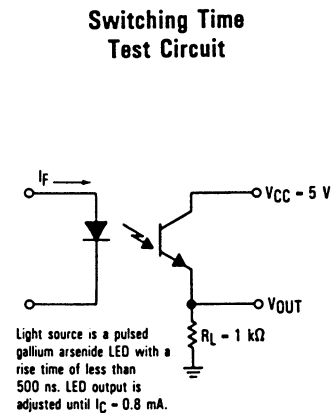 Switching Time
Test Circuit
IF
VCC - 5 V
VOUT
RL - 1 kΩ
Light source is a pulsed
gallium arsenide LED with a
rise time of less than
500 ns. LED output is
adjusted until IC - 0.8 mA.